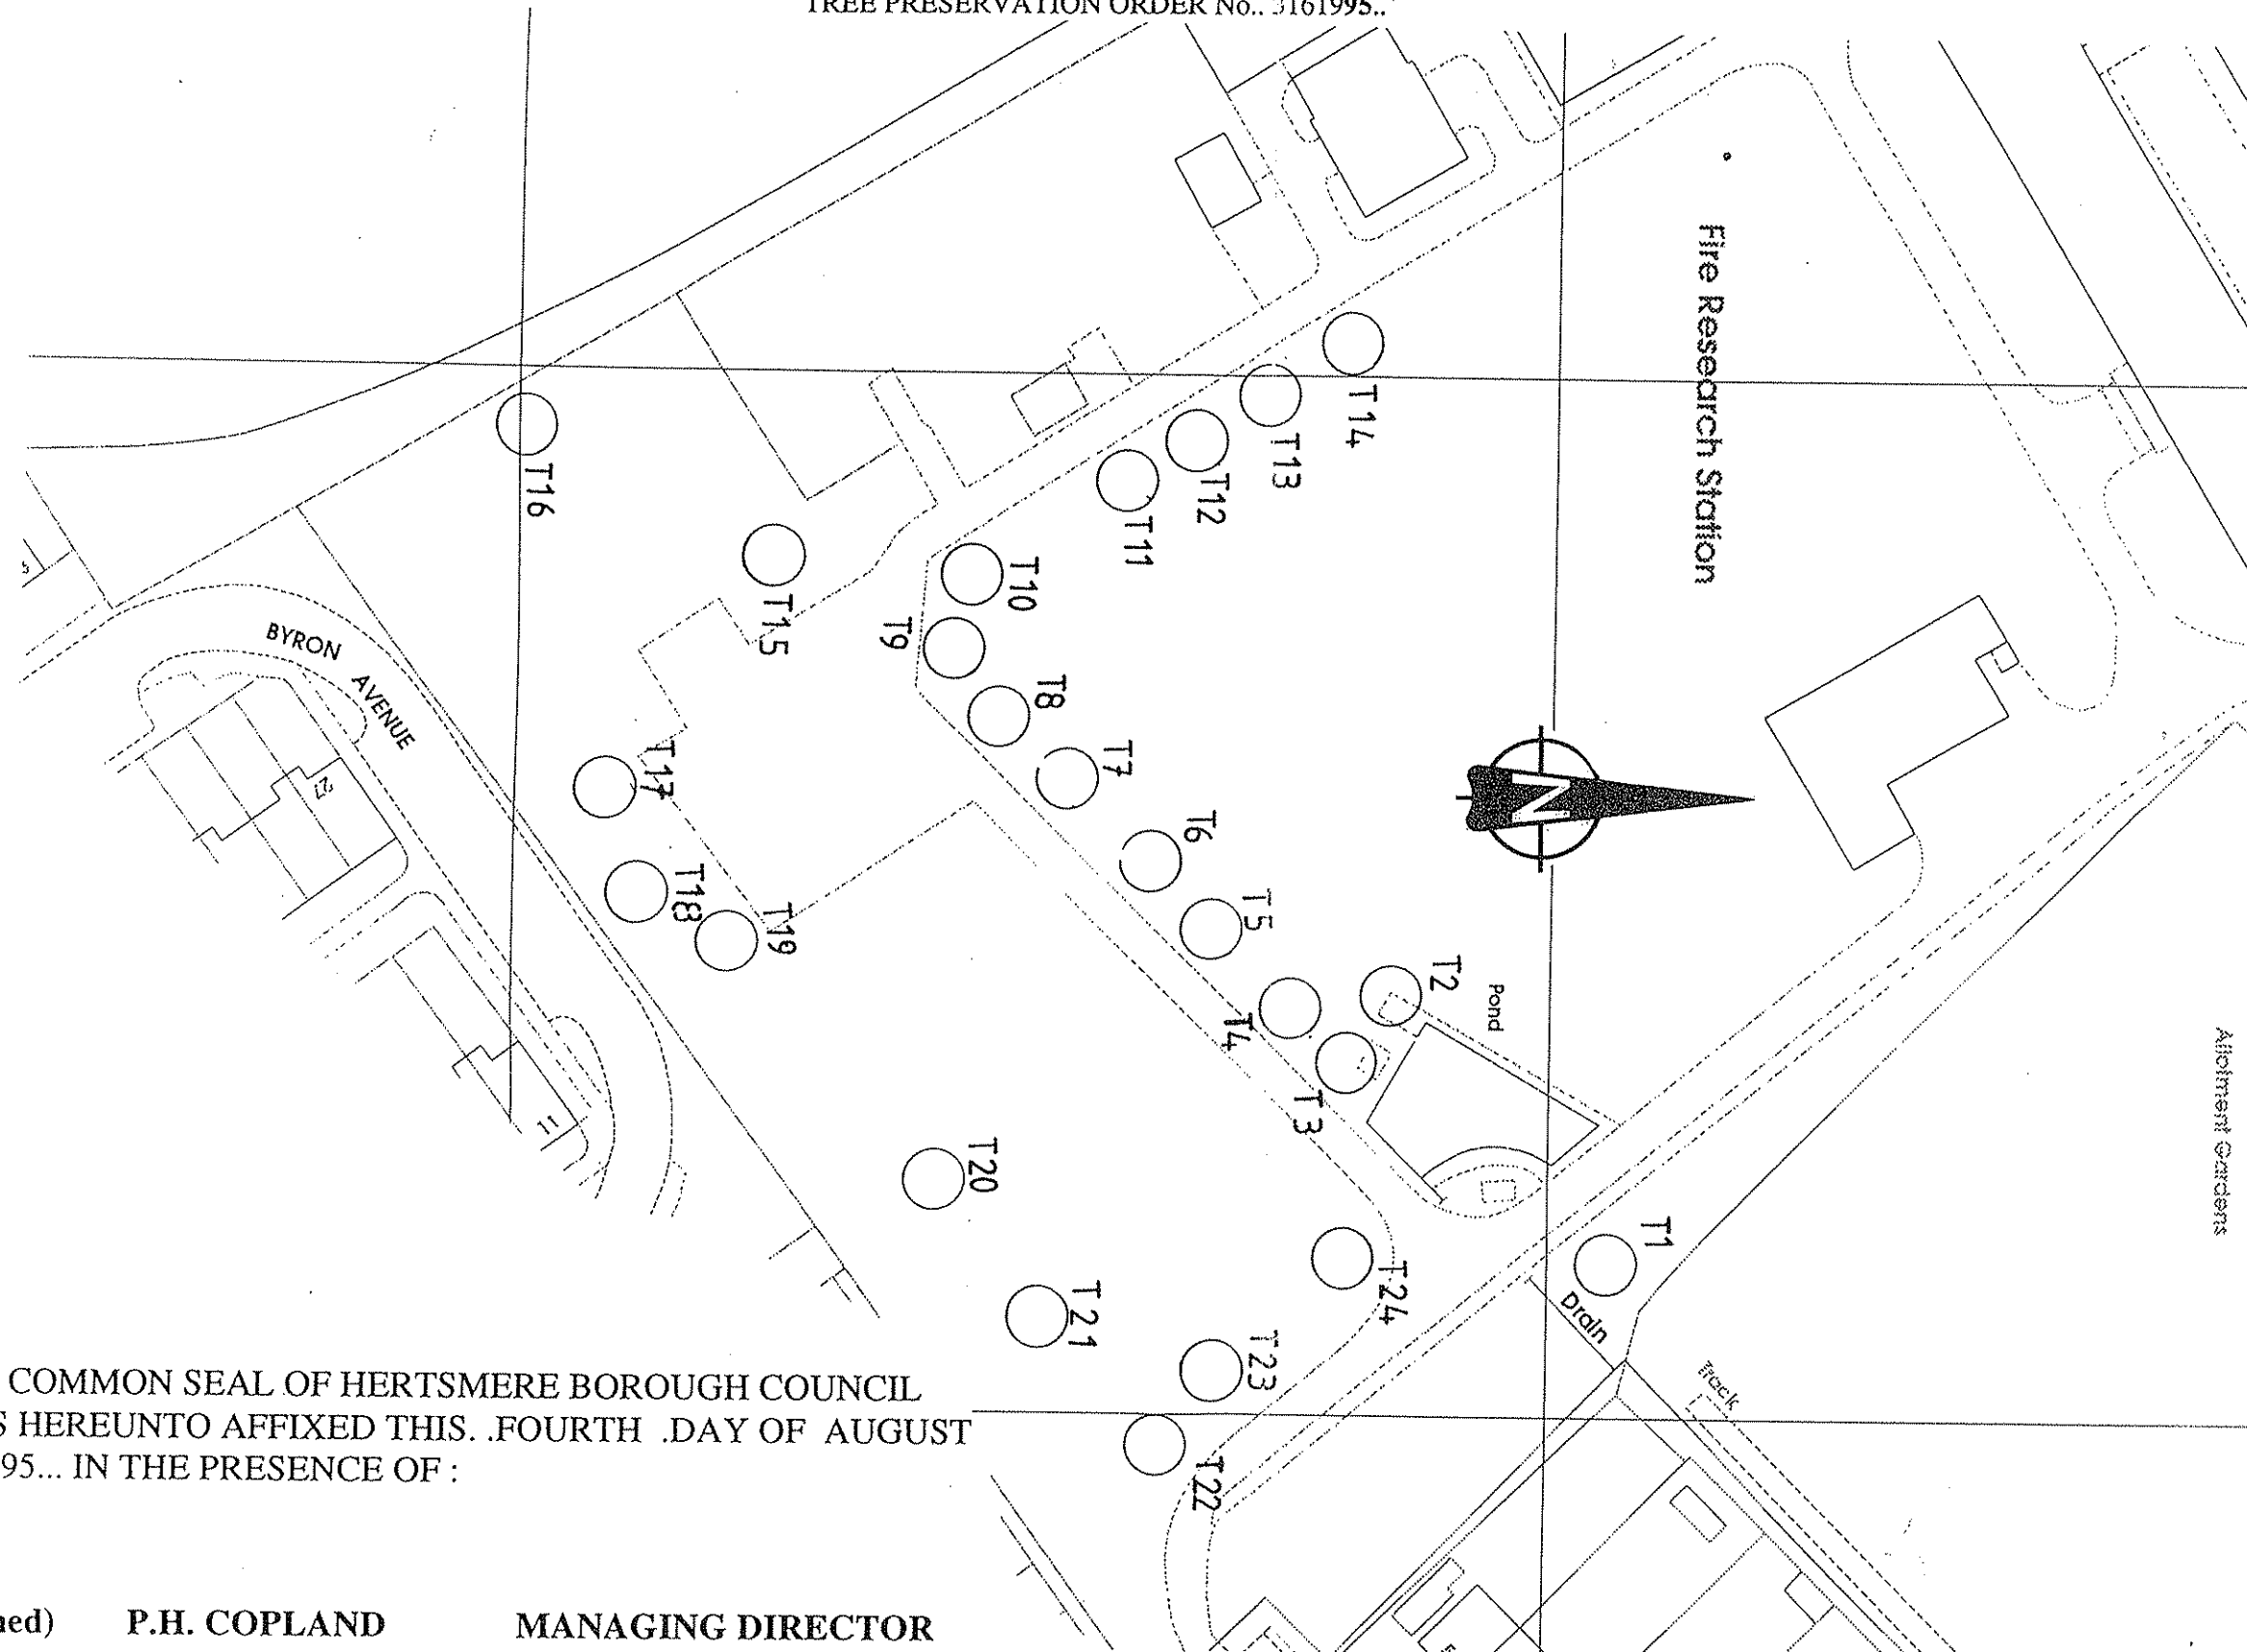 TREE PRESERVATION ORDER No.. 3161995..
Fire Research Station
T14
T13
T12
T11
T16
T10
T15
T9
T8
BYRON
AVENUE
T7
T17
N
27
T6
T18
T5
T19
T2
Pond
T4
T3
Allotment Gardens
11
T20
T1
T24
T21
Drain
T23
Track
T22
COMMON SEAL OF HERTSMERE BOROUGH COUNCIL
S HEREUNTO AFFIXED THIS. .FOURTH .DAY OF AUGUST
95... IN THE PRESENCE OF :
ned) P.H. COPLAND MANAGING DIRECTOR